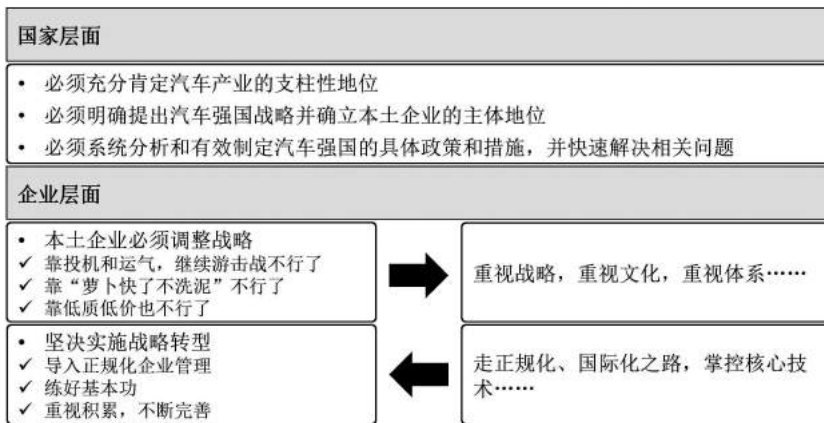 国家层面
• 必须充分肯定汽车产业的支柱性地位
• 必须明确提出汽车强国战略并确立本土企业的主体地位
• 必须系统分析和有效制定汽车强国的具体政策和措施，并快速解决相关问题
企业层面
• 本土企业必须调整战略
✓ 靠投机和运气，继续游击战不行了
✓ 靠“萝卜快了不洗泥”不行了
✓ 靠低质低价也不行了
重视战略，重视文化，重视体系……
• 坚决实施战略转型
✓ 导入正规化企业管理
✓ 练好基本功
✓ 重视积累，不断完善
走正规化、国际化之路，掌控核心技
术……